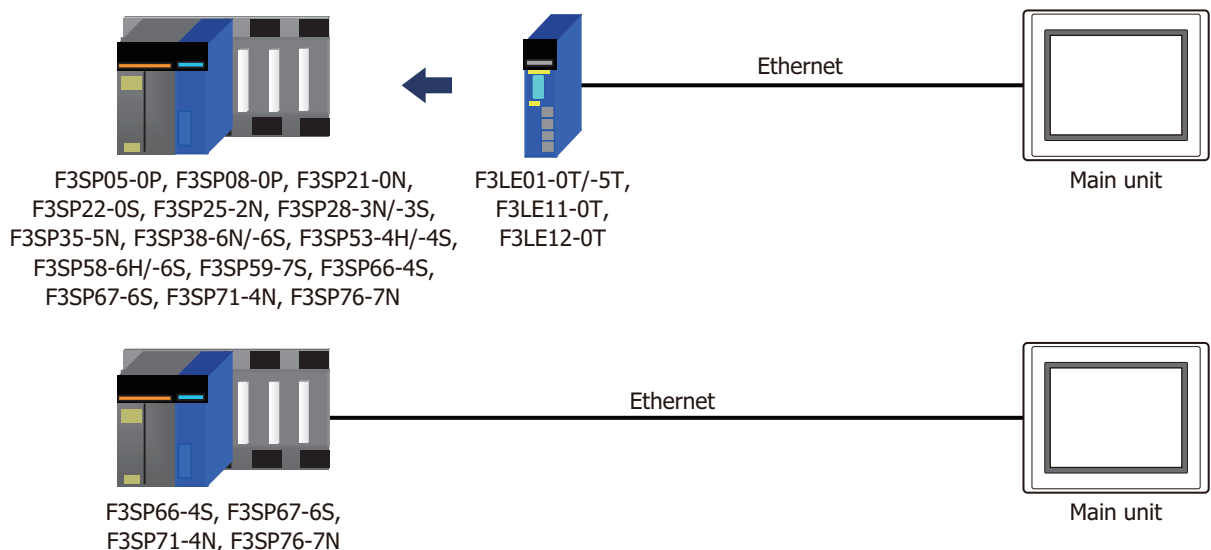 Ethernet
F3SP05-0P, F3SP08-0P, F3SP21-0N,
F3SP22-0S, F3SP25-2N, F3SP28-3N/-3S,
F3SP35-5N, F3SP38-6N/-6S, F3SP53-4H/-4S,
F3SP58-6H/-6S, F3SP59-7S, F3SP66-4S,
F3SP67-6S, F3SP71-4N, F3SP76-7N
F3LE01-0T/-5T,
F3LE11-0T,
F3LE12-0T
Main unit
Ethernet
F3SP66-4S, F3SP67-6S,
F3SP71-4N, F3SP76-7N
Main unit